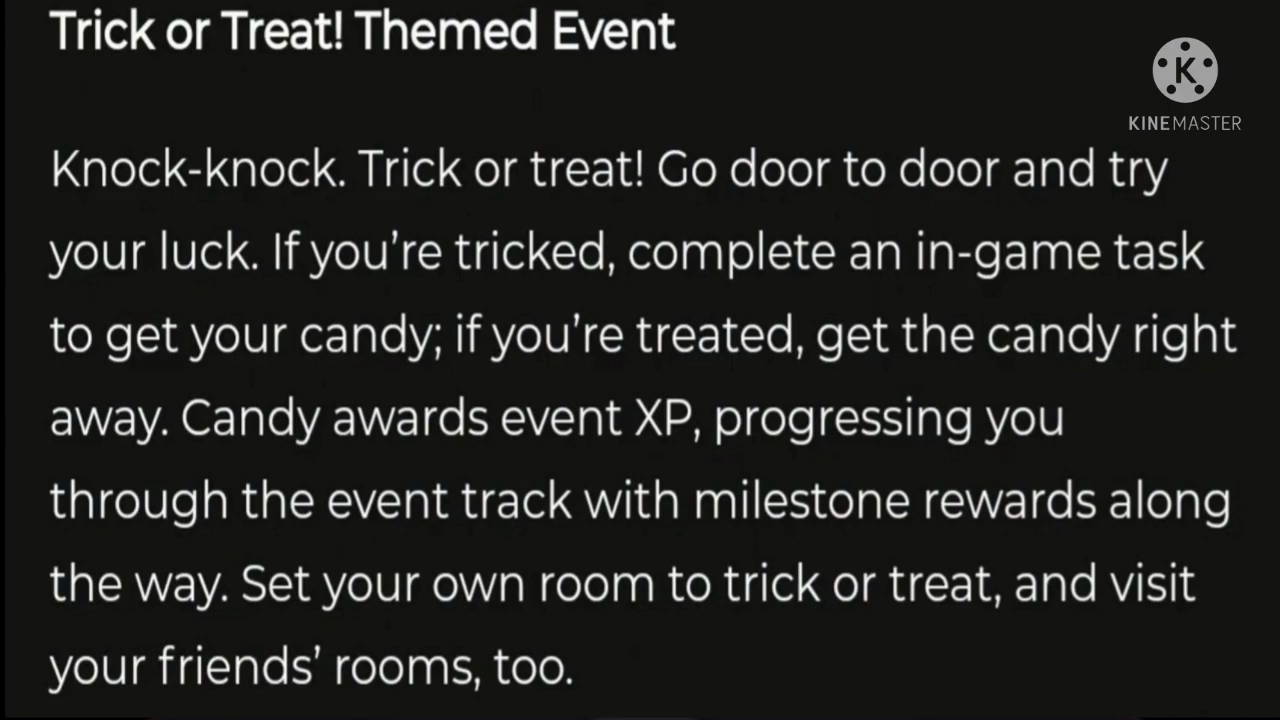 Trick or Treat! Themed Event
K
KINEMASTER
Knock-knock. Trick or treat! Go door to door and try
your luck. If you’re tricked, complete an in-game task
to get your candy; if you’re treated, get the candy right
away. Candy awards event XP, progressing you
through the event track with milestone rewards along
the way. Set your own room to trick or treat, and visit
your friends’ rooms, too.